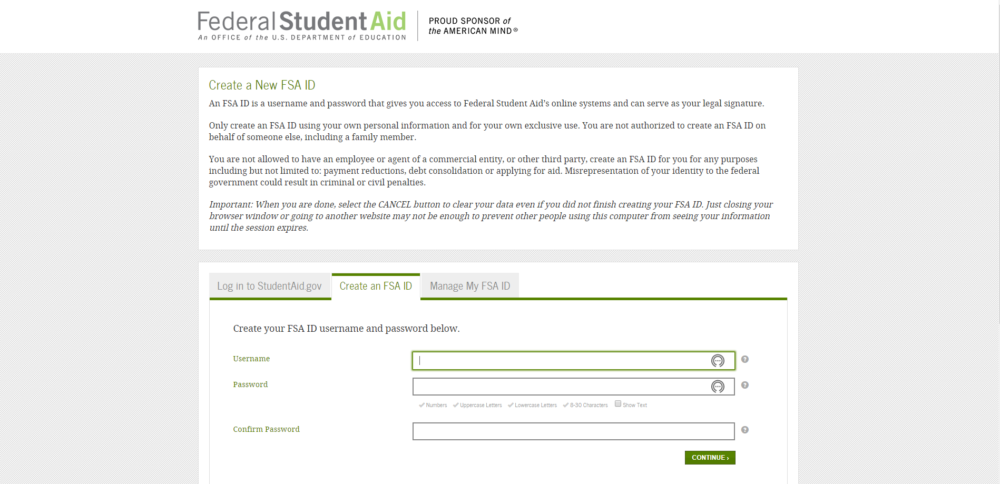 Federal Student Aid
An OFFICE of the U.S. DEPARTMENT of EDUCATION
PROUD SPONSOR of
the AMERICAN MIND®
Create a New FSA ID
An FSA ID is a username and password that gives you access to Federal Student Aid’s online systems and can serve as your legal signature.
Only create an FSA ID using your own personal information and for your own exclusive use. You are not authorized to create an FSA ID on
behalf of someone else, including a family member.
You are not allowed to have an employee or agent of a commercial entity, or other third party, create an FSA ID for you for any purposes
including but not limited to: payment reductions, debt consolidation or applying for aid. Misrepresentation of your identity to the federal
government could result in criminal or civil penalties.
Important: When you are done, select the CANCEL button to clear your data even if you did not finish creating your FSA ID. Just closing your
browser window or going to another website may not be enough to prevent other people using this computer from seeing your information
until the session expires.
Log in to StudentAid.gov
Create an FSA ID
Manage My FSA ID
Create your FSA ID username and password below.
Username
?
Password
?
Numbers Uppercase Letters Lowercase Letters 8-30 Characters Show Text
Confirm Password
?
CONTINUE ›